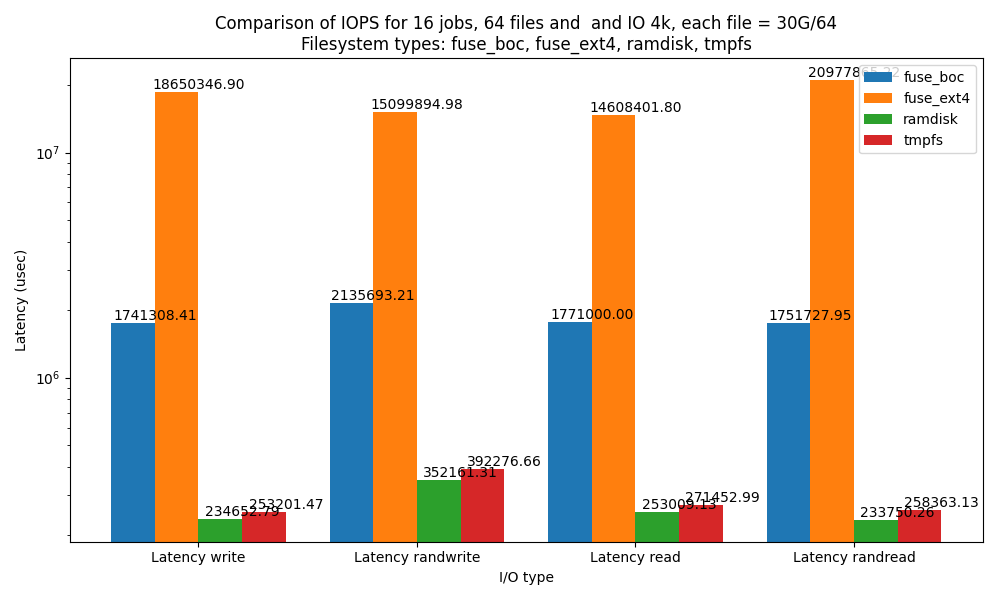 Comparison of IOPS for 16 jobs, 64 files and  and IO 4k, each file = 30G/64
Filesystem types: fuse_boc, fuse_ext4, ramdisk, tmpfs
fuse_boc
fuse_ext4
ramdisk
tmpfs
Latency (usec)
10^7
10^6
1741308.41
18650346.90
234652.79
253201.47
2135693.21
15099894.98
352161.31
392276.66
1771000.00
14608401.80
253009.13
271452.99
1751727.95
233750.26
258363.13
Latency write
Latency randwrite
Latency read
Latency randread
I/O type